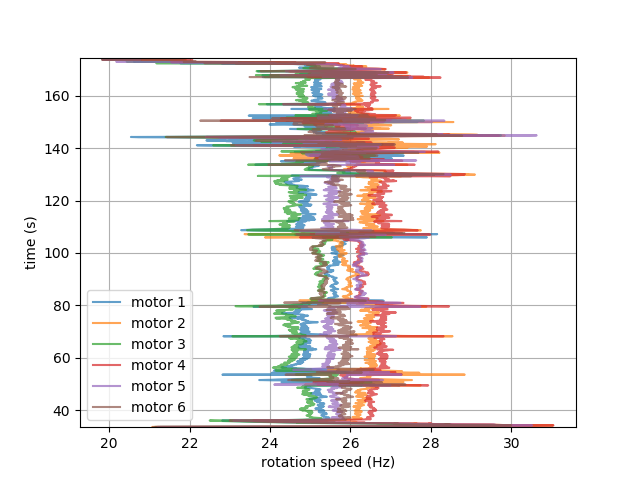 160
140
120
100
80
60
40
time (s)
motor 1
motor 2
motor 3
motor 4
motor 5
motor 6
20 22 24 26 28 30
rotation speed (Hz)